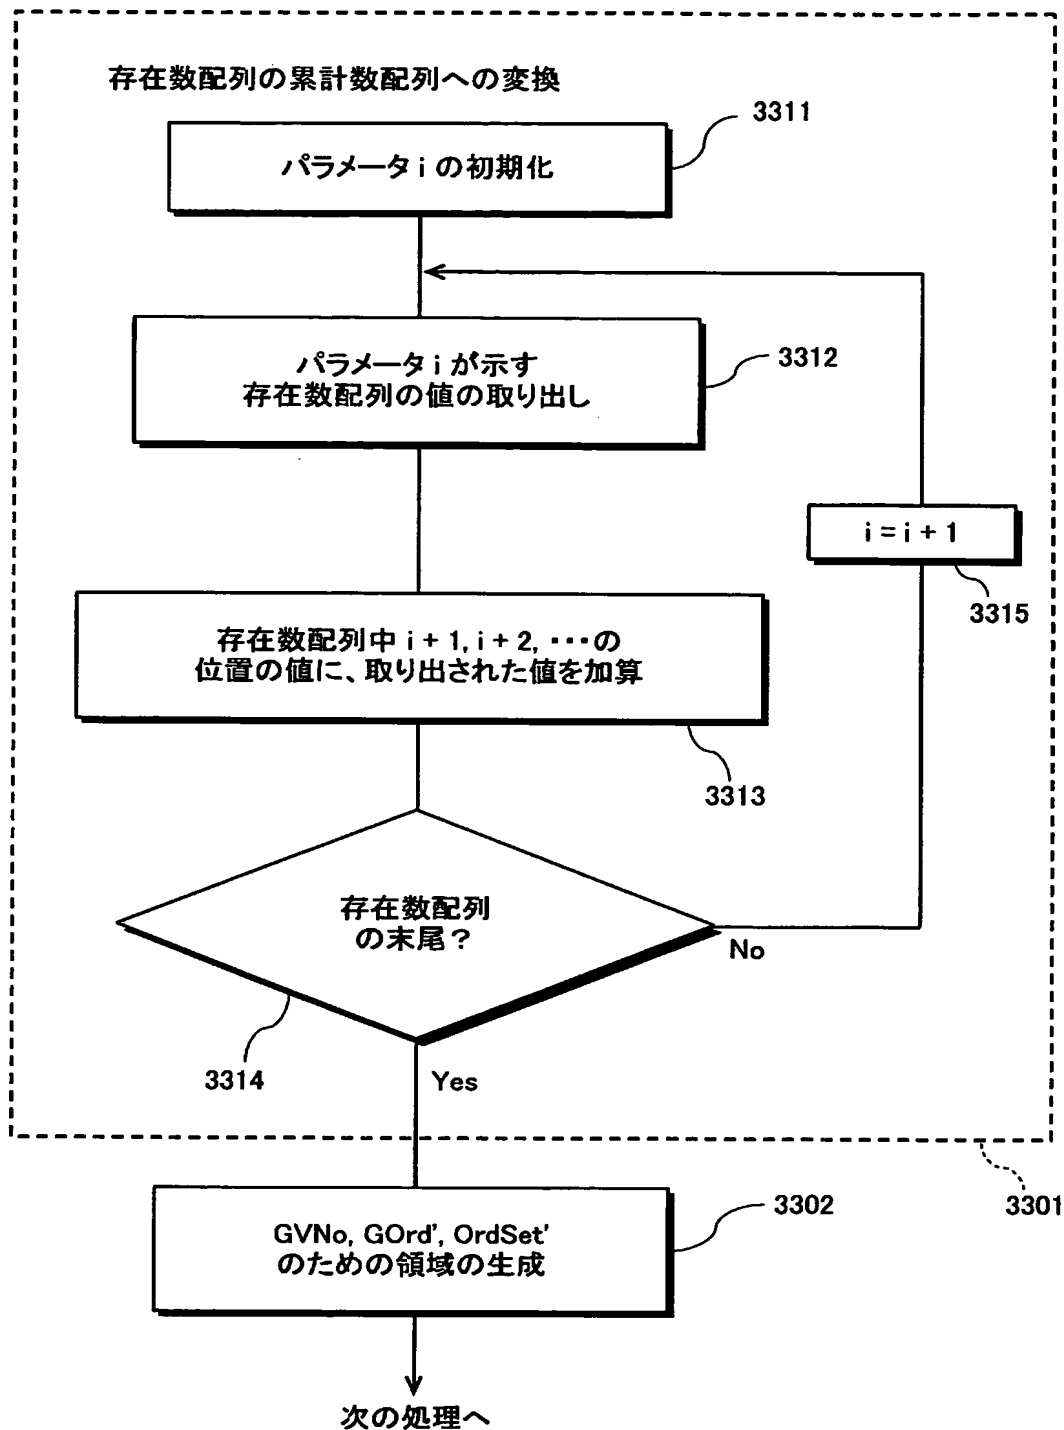 存在数配列の累計数配列への変換
3311
パラメータ i の初期化
パラメータ i が示す
存在数配列の値の取り出し
3312
i = i + 1
3315
存在数配列中 i + 1, i + 2, ・・・の
位置の値に、取り出された値を加算
3313
存在数配列
の末尾？
No
3314
Yes
3301
GVNo, GOrd', OrdSet'
のための領域の生成
3302
次の処理へ